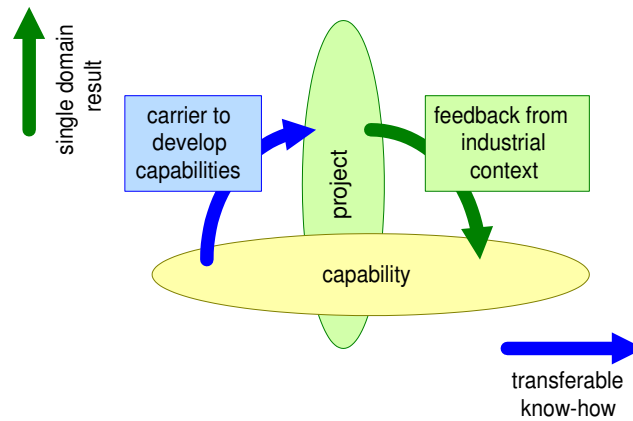 single domain
result
carrier to
develop
capabilities
project
feedback from
industrial
context
capability
transferable
know-how